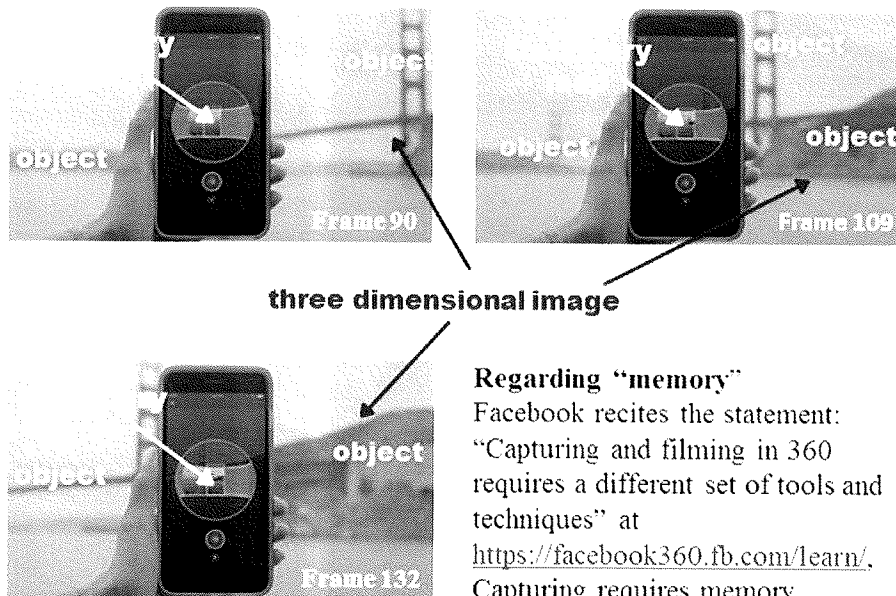 object
object
Frame 90
object
object
object
Frame 109
three dimensional image
object
object
Frame 132
Regarding “memory”
Facebook recites the statement:
“Capturing and filming in 360
requires a different set of tools and
techniques” at
https://facebook360.fb.com/learn/.
Capturing requires memory